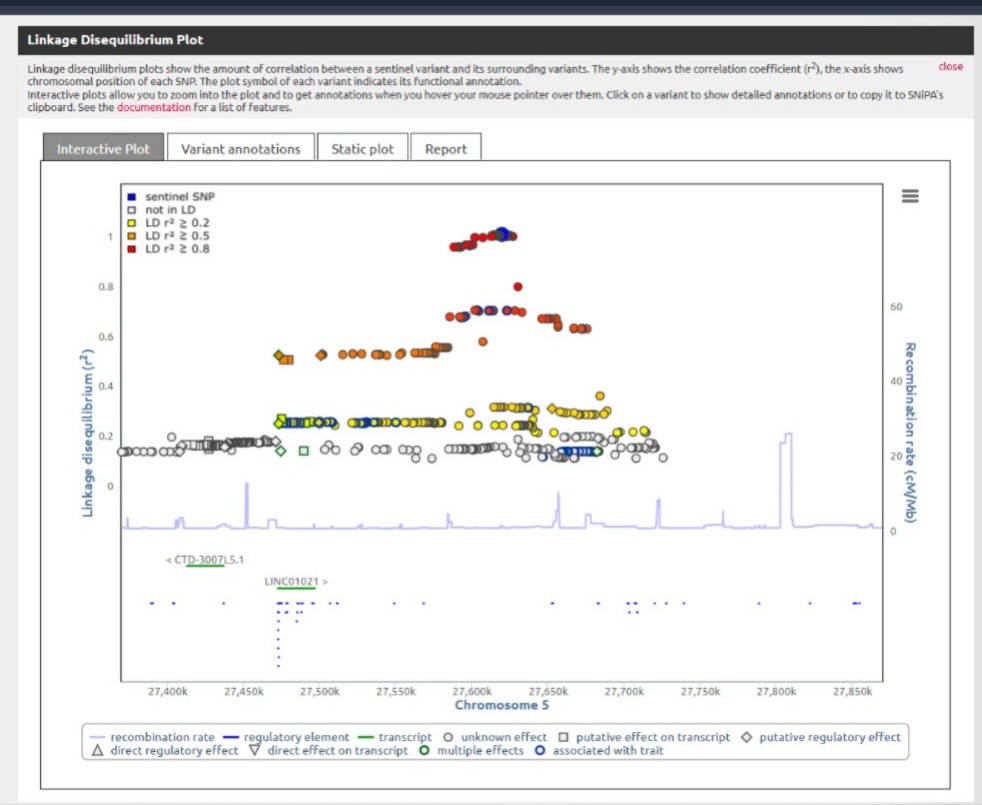 Linkage Disequilibrium Plot
Linkage disequilibrium plots show the amount of correlation between a sentinel variant and its surrounding variants. The y-axis shows the correlation coefficient (r²), the x-axis shows
close
chromosomal position of each SNP. The plot symbol of each variant indicates its functional annotation.
Interactive plots allow you to zoom into the plot and to get annotations when you hover your mouse pointer over them. Click on a variant to show detailed annotations or to copy it to SNiPA's
clipboard. See the documentation for a list of features.
Interactive Plot
Variant annotations
Static plot
Report
sentinel SNP
not in LD
LD r² ≥ 0.2
LD r² ≥ 0.5
LD r² ≥ 0.8
1
0.8
0.6
0.4
0.2
0
Linkage disequilibrium (r²)
60
40
20
0
Recombination rate (cM/Mb)
< CTD-3007L5.1
LINC01021 >
27,400k 27,450k 27,500k 27,550k 27,600k 27,650k 27,700k 27,750k 27,800k 27,850k
Chromosome 5
recombination rate regulatory element transcript unknown effect putative effect on transcript putative regulatory effect
direct regulatory effect direct effect on transcript multiple effects associated with trait